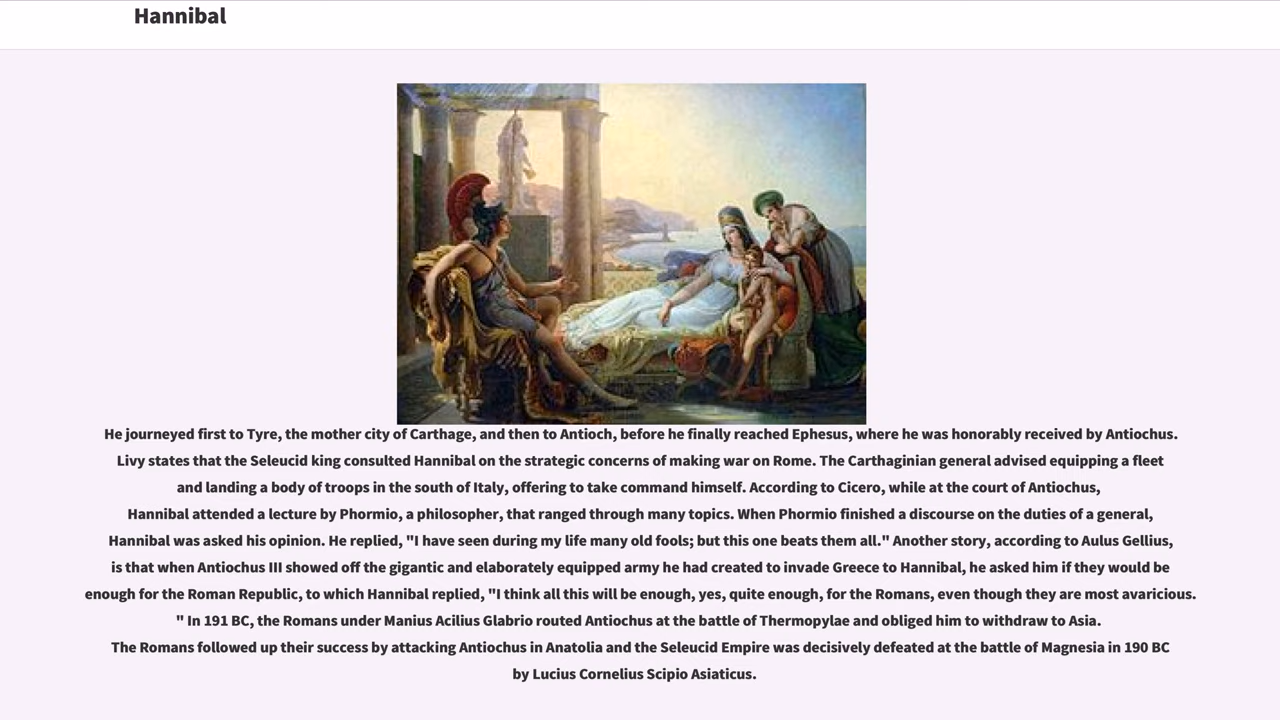 Hannibal
He journeyed first to Tyre, the mother city of Carthage, and then to Antioch, before he finally reached Ephesus, where he was honorably received by Antiochus.
Livy states that the Seleucid king consulted Hannibal on the strategic concerns of making war on Rome. The Carthaginian general advised equipping a fleet
and landing a body of troops in the south of Italy, offering to take command himself. According to Cicero, while at the court of Antiochus,
Hannibal attended a lecture by Phormio, a philosopher, that ranged through many topics. When Phormio finished a discourse on the duties of a general,
Hannibal was asked his opinion. He replied, "I have seen during my life many old fools; but this one beats them all." Another story, according to Aulus Gellius,
is that when Antiochus III showed off the gigantic and elaborately equipped army he had created to invade Greece to Hannibal, he asked him if they would be
enough for the Roman Republic, to which Hannibal replied, "I think all this will be enough, yes, quite enough, for the Romans, even though they are most avaricious.
" In 191 BC, the Romans under Manius Acilius Glabrio routed Antiochus at the battle of Thermopylae and obliged him to withdraw to Asia.
The Romans followed up their success by attacking Antiochus in Anatolia and the Seleucid Empire was decisively defeated at the battle of Magnesia in 190 BC
by Lucius Cornelius Scipio Asiaticus.